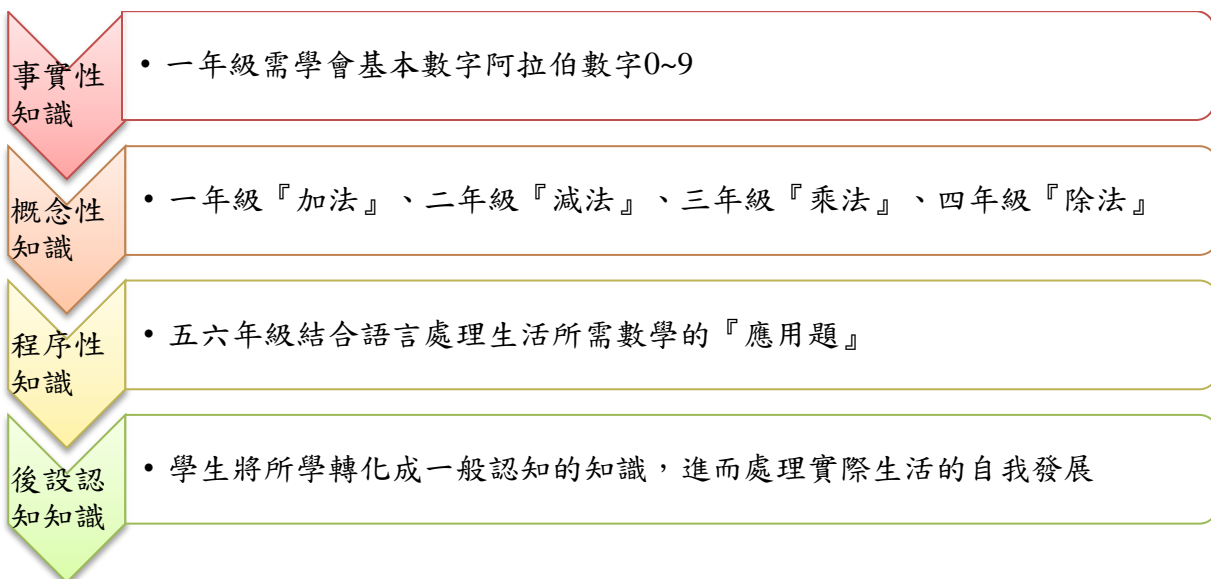 事實性
知識
• 一年級需學會基本數字阿拉伯數字0~9
概念性
知識
• 一年級『加法』、二年級『減法』、三年級『乘法』、四年級『除法』
程序性
知識
• 五六年級結合語言處理生活所需數學的『應用題』
後設認
知知識
• 學生將所學轉化成一般認知的知識，進而處理實際生活的自我發展